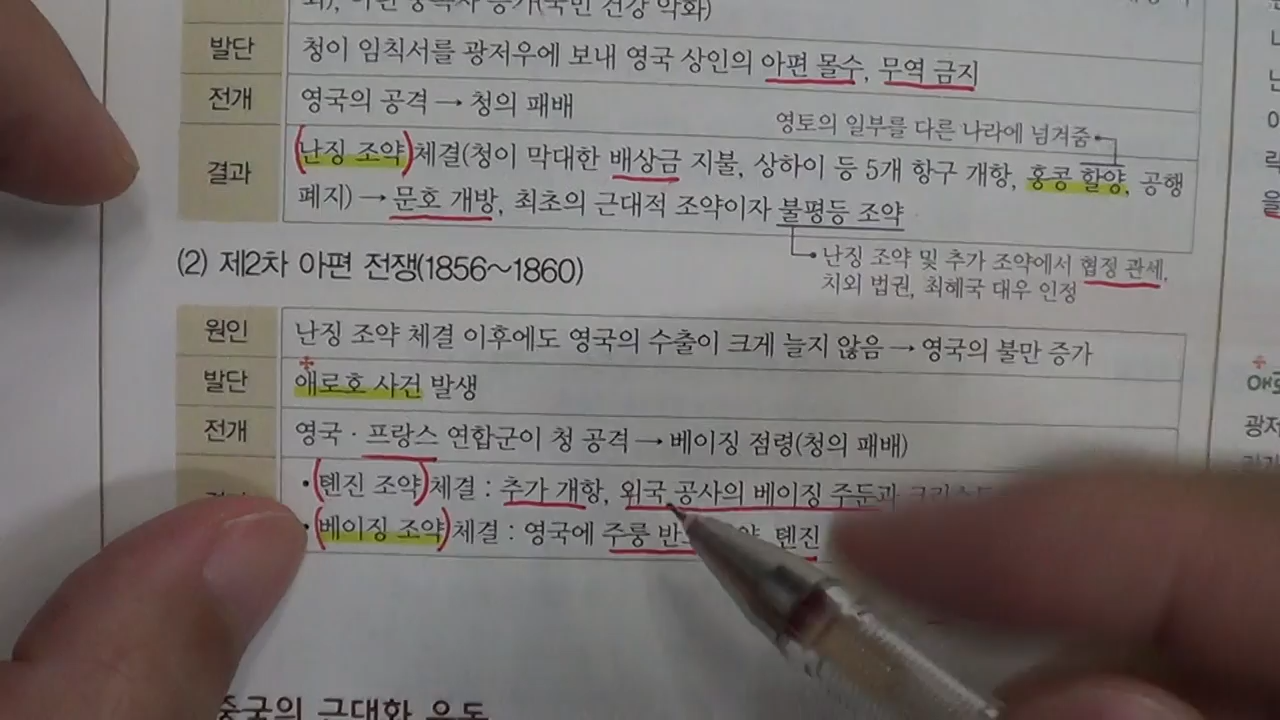 증가(국민 건강 악화)
발단 청이 임칙서를 광저우에 보내 영국 상인의 아편 몰수, 무역 금지
전개 영국의 공격 → 청의 패배
영토의 일부를 다른 나라에 넘겨줌
결과 난징 조약 체결(청이 막대한 배상금 지불, 상하이 등 5개 항구 개항, 홍콩 할양, 공행
폐지) → 문호 개방, 최초의 근대적 조약이자 불평등 조약
난징 조약 및 추가 조약에서 협정 관세,
치외 법권, 최혜국 대우 인정
(2) 제2차 아편 전쟁(1856~1860)
원인 난징 조약 체결 이후에도 영국의 수출이 크게 늘지 않음 → 영국의 불만 증가
발단 애로호 사건 발생
전개 영국 · 프랑스 연합군이 청 공격 → 베이징 점령(청의 패배)
• (톈진 조약) 체결 : 추가 개항, 외국 공사의 베이징 주둔과
• (베이징 조약) 체결 : 영국에 주룽 반 톈진
중국의 근대화 운동
광저